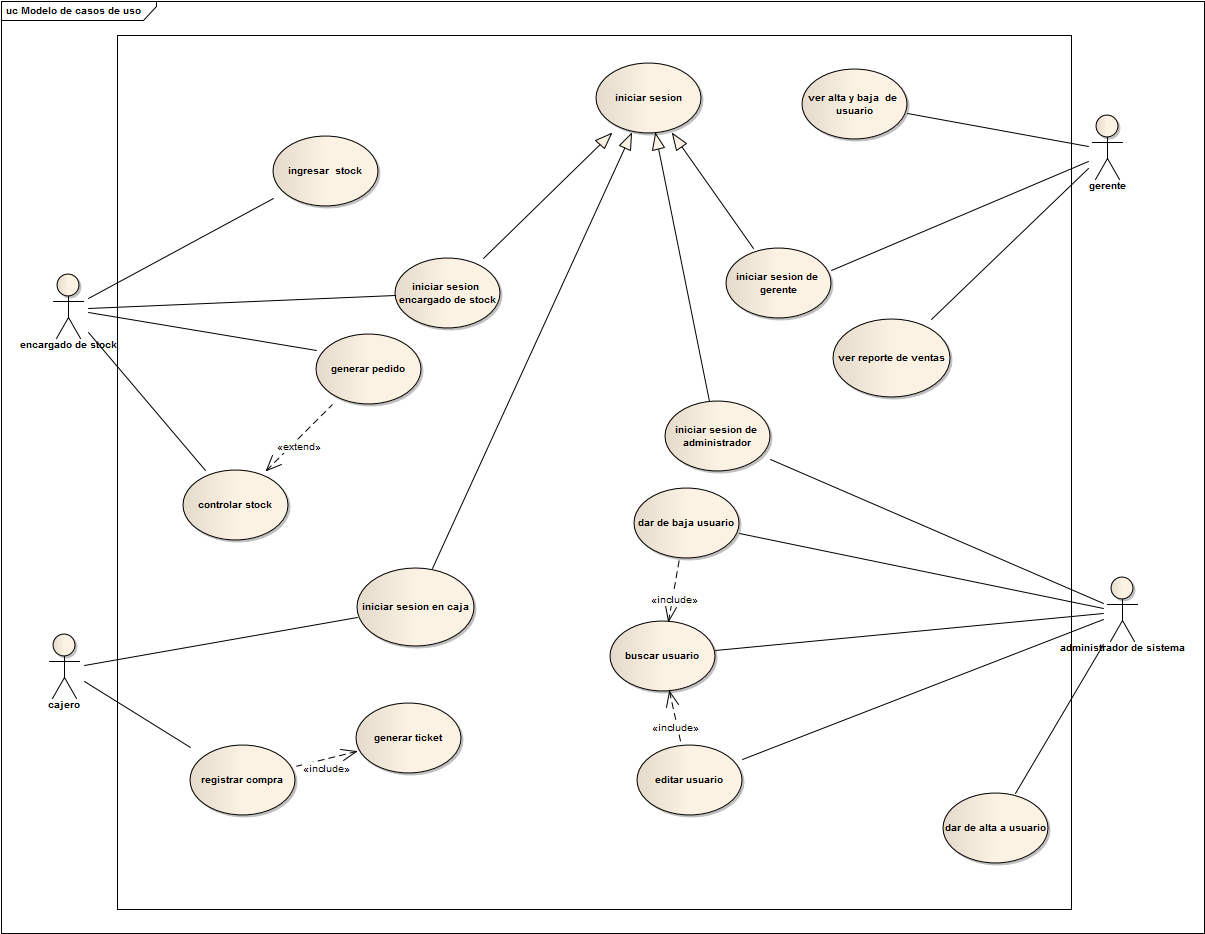 uc Modelo de casos de uso
iniciar sesion
ver alta y baja de
usuario
ingresar stock
gerente
iniciar sesion
encargado de stock
iniciar sesion de
gerente
encargado de stock
generar pedido
ver reporte de ventas
iniciar sesion de
administrador
«extend»
controlar stock
dar de baja usuario
«include»
iniciar sesion en caja
buscar usuario
administrador de sistema
cajero
«include»
generar ticket
«include»
registrar compra
editar usuario
dar de alta a usuario